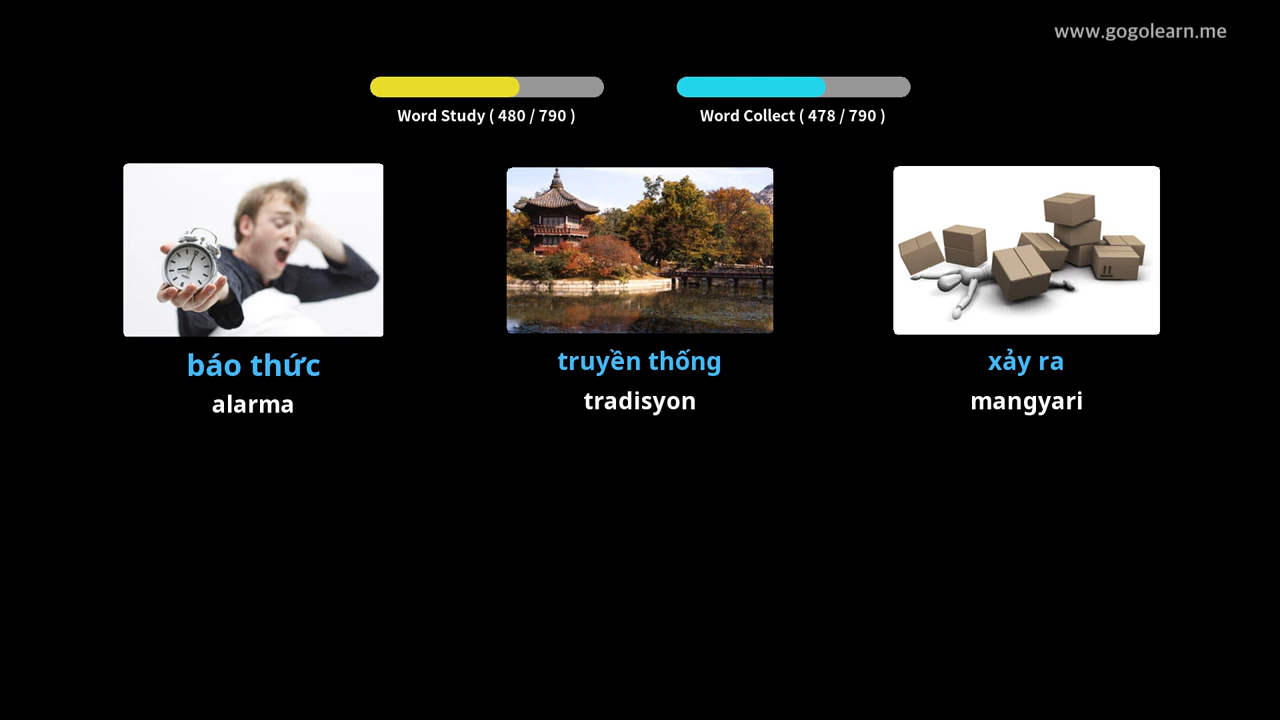 www.gogolearn.me
Word Study ( 480 / 790 )
Word Collect ( 478 / 790 )
báo thức
alarma
truyền thống
tradisyon
xảy ra
mangyari